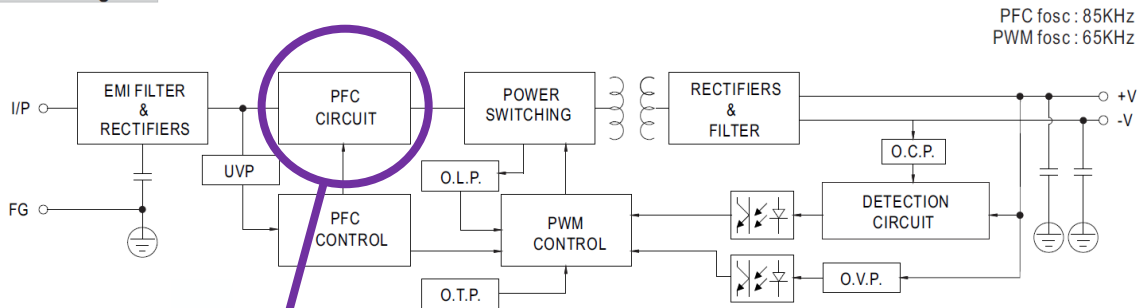 PFC fosc : 85KHz
PWM fosc : 65KHz
I/P
EMI FILTER
&
RECTIFIERS
PFC
CIRCUIT
POWER
SWITCHING
RECTIFIERS
&
FILTER
+V
-V
UVP
O.L.P.
O.C.P.
FG
PFC
CONTROL
PWM
CONTROL
DETECTION
CIRCUIT
O.T.P.
O.V.P.